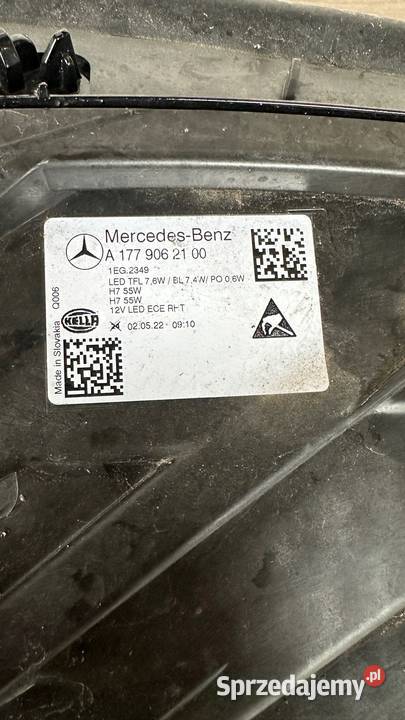 Mercedes-Benz
A 177 906 21 00
1EG.2349
LED TFL 7,6W / BL 7,4W/ PO 0,6W
H7 55W
H7 55W
12V LED ECE RHT
02.05.22 - 09:10
HELLA
Made in Slovakia Q006
Sprzedajemy.pl